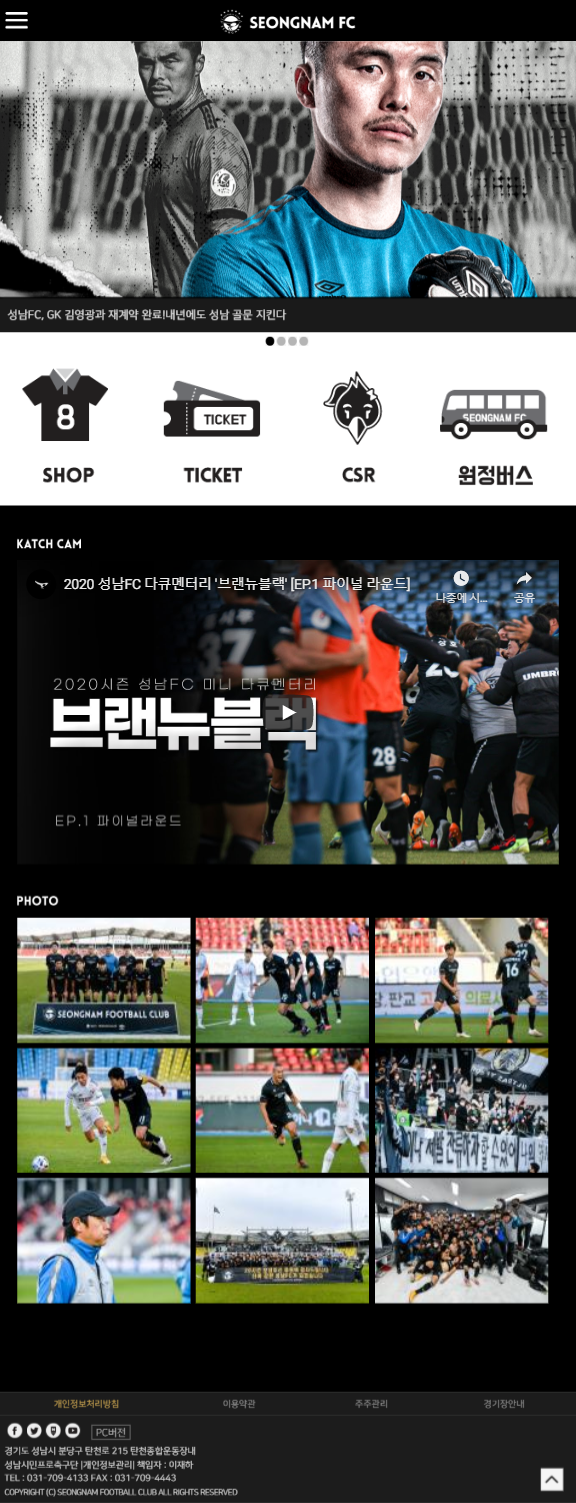 SEONGNAM FC
성남FC, GK 김영광과 재계약 완료!내년에도 성남 골문 지킨다
8
TICKET
SEONGNAM FC
SHOP
TICKET
CSR
원정버스
KATCH CAM
2020 성남FC 다큐멘터리 '브랜뉴블랙' [EP.1 파이널 라운드]
나중에 시...
공유
37
UMBRO
2020시즌 성남FC 미니 다큐멘터리
브랜뉴블랙
28
EP.1 파이널라운드
PHOTO
SEONGNAM FOOTBALL CLUB
16
개인정보처리방침
이용약관
주주관리
경기장안내
PC버전
경기도 성남시 분당구 탄천로 215 탄천종합운동장내
성남시민프로축구단 |개인정보관리| 책임자 : 이재하
TEL : 031-709-4133 FAX : 031-709-4443
COPYRIGHT (C) SEONGNAM FOOTBALL CLUB ALL RIGHTS RESERVED